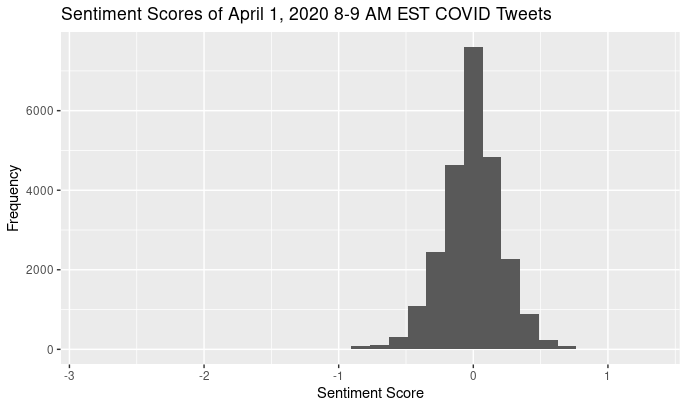 Sentiment Scores of April 1, 2020 8-9 AM EST COVID Tweets
6000
4000
2000
0
Frequency
-3 -2 -1 0 1
Sentiment Score